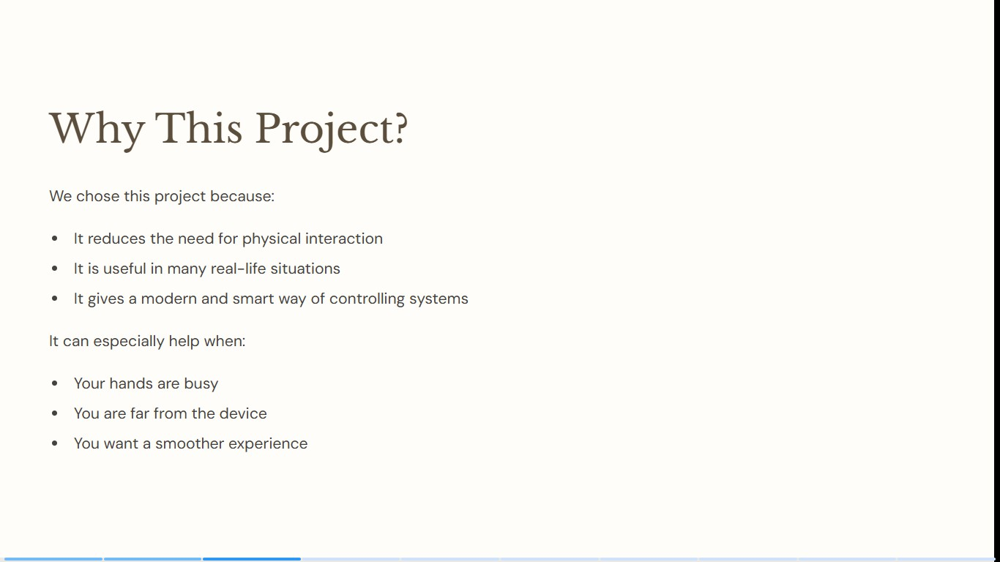 Why This Project?
We chose this project because:
• It reduces the need for physical interaction
• It is useful in many real-life situations
• It gives a modern and smart way of controlling systems
It can especially help when:
• Your hands are busy
• You are far from the device
• You want a smoother experience